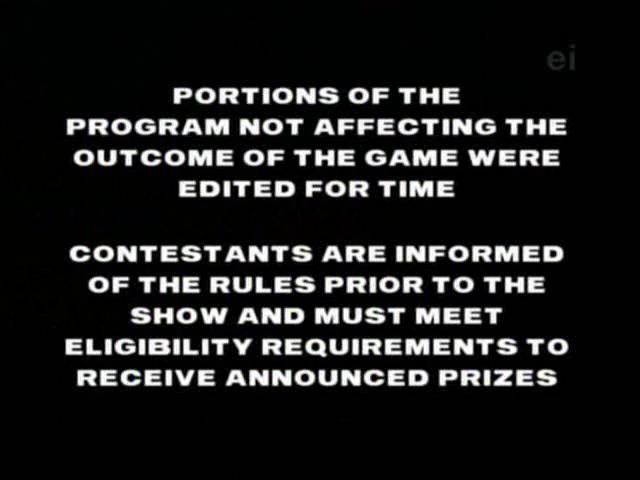 ei
PORTIONS OF THE
PROGRAM NOT AFFECTING THE
OUTCOME OF THE GAME WERE
EDITED FOR TIME
CONTESTANTS ARE INFORMED
OF THE RULES PRIOR TO THE
SHOW AND MUST MEET
ELIGIBILITY REQUIREMENTS TO
RECEIVE ANNOUNCED PRIZES